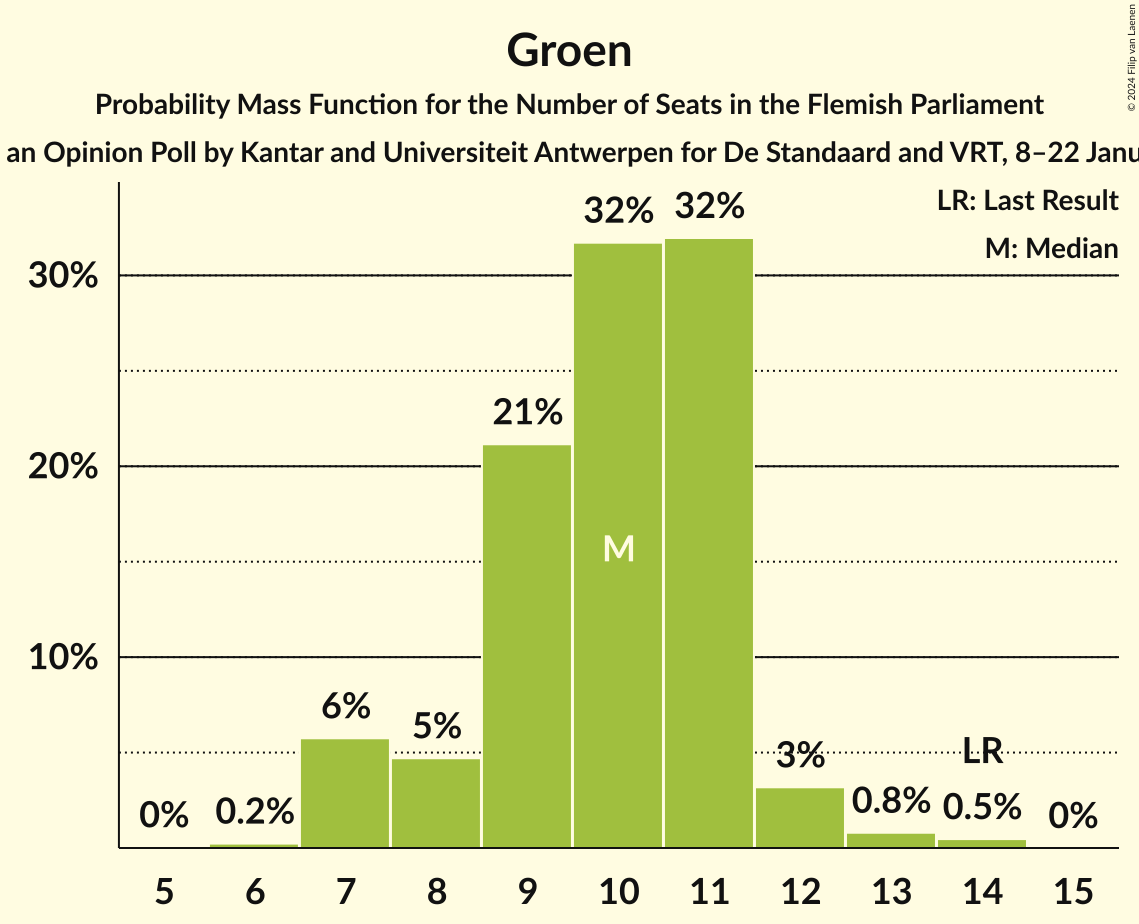 Groen
Probability Mass Function for the Number of Seats in the Flemish Parliament
an Opinion Poll by Kantar and Universiteit Antwerpen for De Standaard and VRT, 8–22 Janu
© 2024 Filip van Laenen
LR: Last Result
M: Median
30%
20%
10%
0%
0.2%
6%
5%
21%
32%
32%
3%
0.8%
0.5%
0%
M
LR
5 6 7 8 9 10 11 12 13 14 15